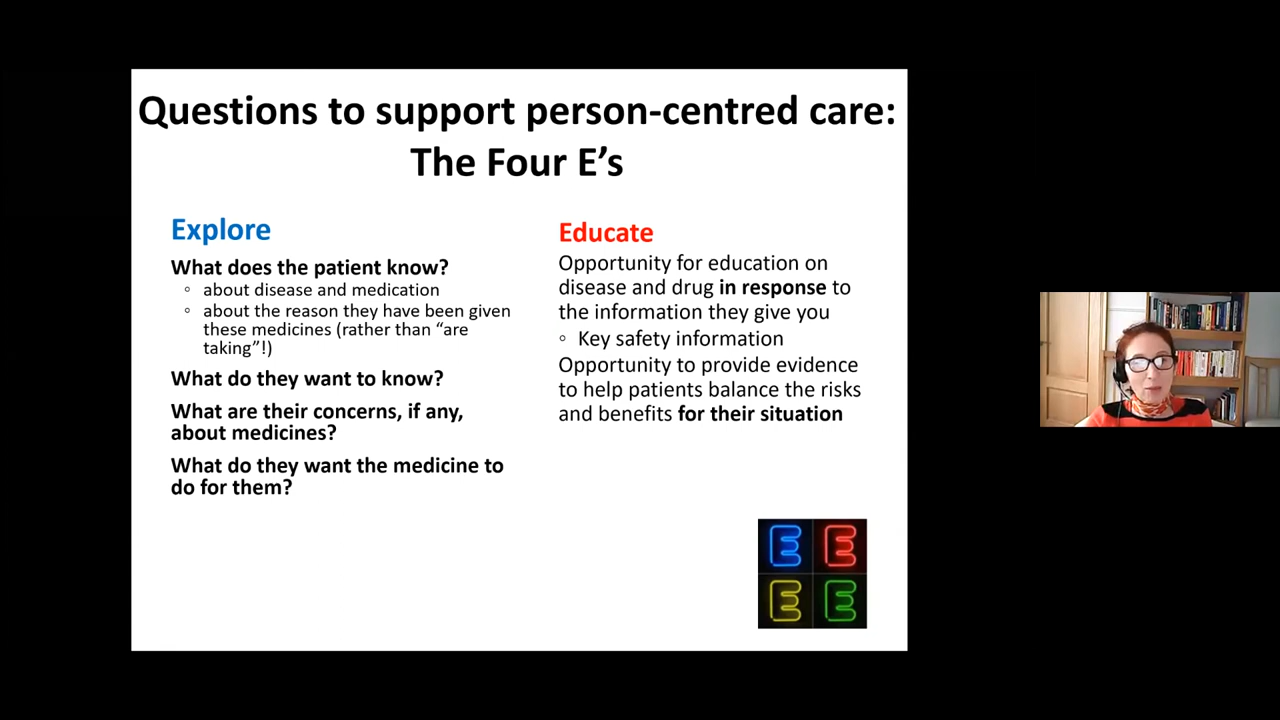 Questions to support person-centred care:
The Four E’s
Explore
What does the patient know?
◦ about disease and medication
◦ about the reason they have been given
these medicines (rather than “are
taking”!)
What do they want to know?
What are their concerns, if any,
about medicines?
What do they want the medicine to
do for them?
Educate
Opportunity for education on
disease and drug in response to
the information they give you
◦ Key safety information
Opportunity to provide evidence
to help patients balance the risks
and benefits for their situation
E E
E E